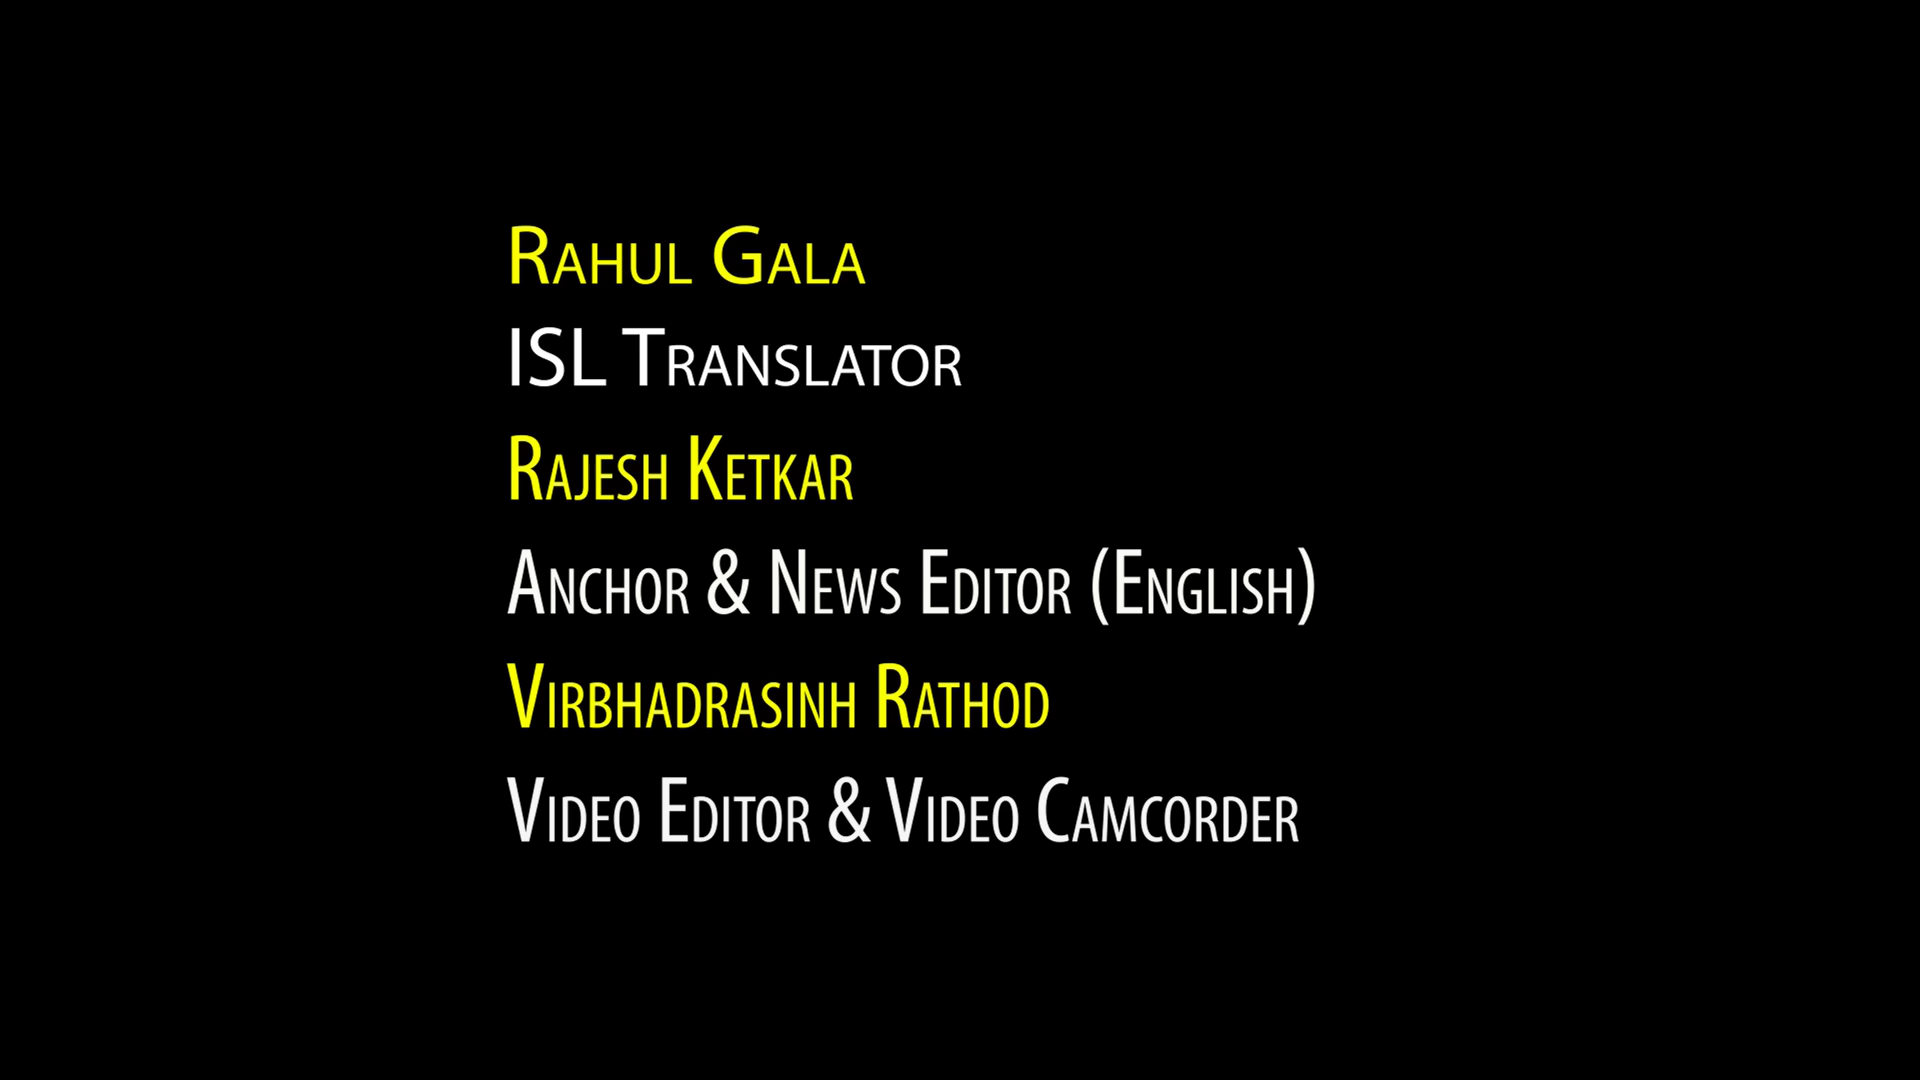 Rahul Gala
ISL Translator
Rajesh Ketkar
Anchor & News Editor (English)
Virbhadrasinh Rathod
Video Editor & Video Camcorder